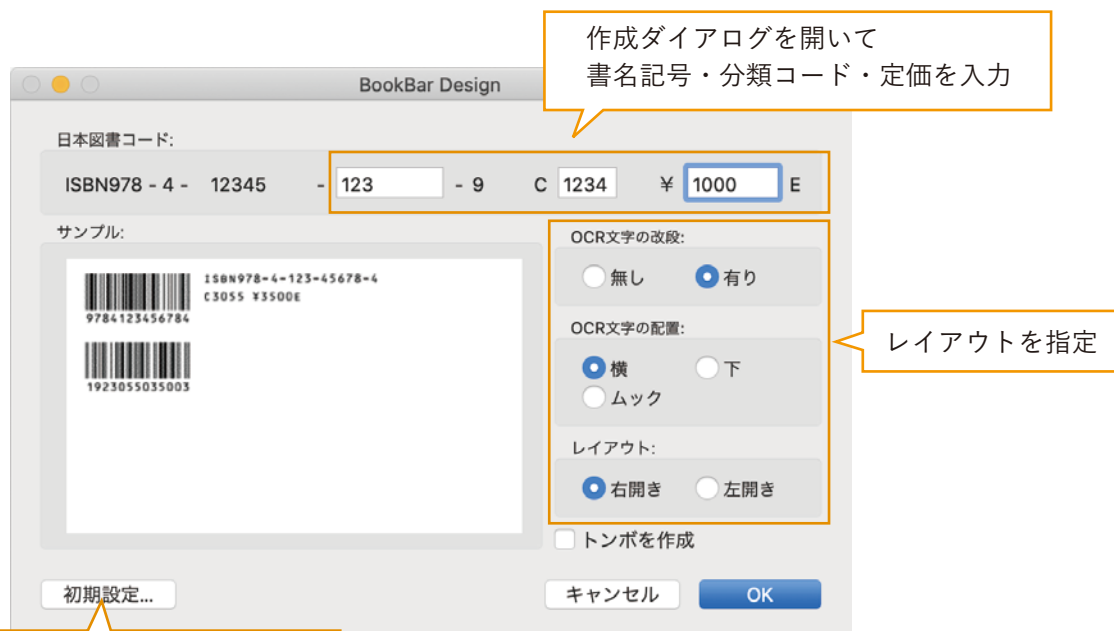 作成ダイアログを開いて
書名記号・分類コード・定価を入力
BookBar Design
日本図書コード:
ISBN978 - 4 - 12345 - 123 - 9 C 1234 ¥ 1000 E
サンプル:
ISBN978-4-123-45678-4
C3055 ¥3500E
9784123456784
1923055035003
OCR文字の改段:
無し 有り
OCR文字の配置:
横 下
ムック
レイアウト:
右開き 左開き
レイアウトを指定
トンボを作成
初期設定... キャンセル OK